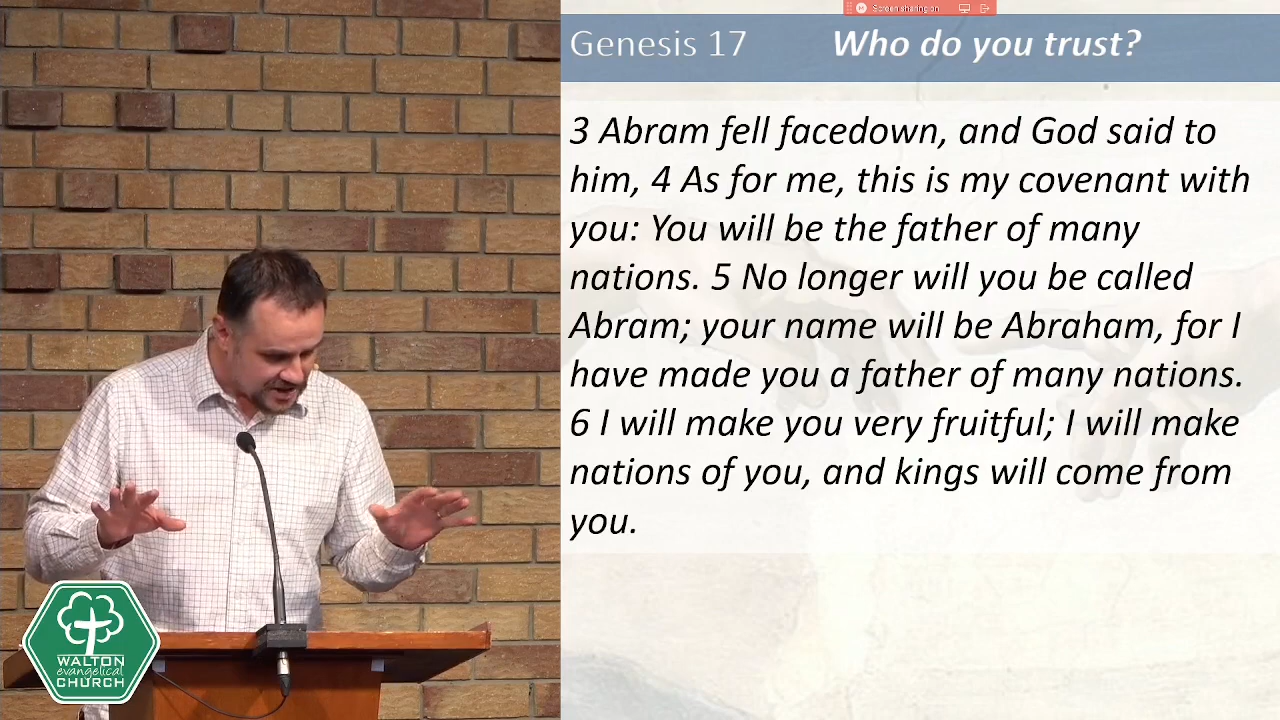 Screen sharing on
Genesis 17 Who do you trust?
3 Abram fell facedown, and God said to
him, 4 As for me, this is my covenant with
you: You will be the father of many
nations. 5 No longer will you be called
Abram; your name will be Abraham, for I
have made you a father of many nations.
6 I will make you very fruitful; I will make
nations of you, and kings will come from
you.
WALTON
evangelical
CHURCH